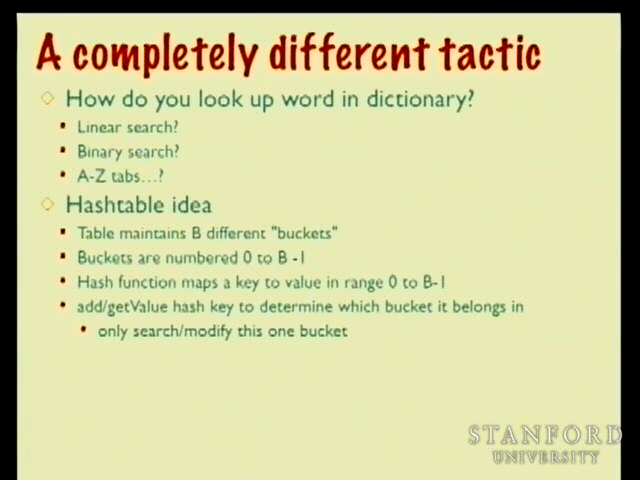 A completely different tactic
How do you look up word in dictionary?
Linear search?
Binary search?
A-Z tabs...?
Hashtable idea
Table maintains B different "buckets"
Buckets are numbered 0 to B -1
Hash function maps a key to value in range 0 to B-1
add/getValue hash key to determine which bucket it belongs in
only search/modify this one bucket
STANFORD
UNIVERSITY